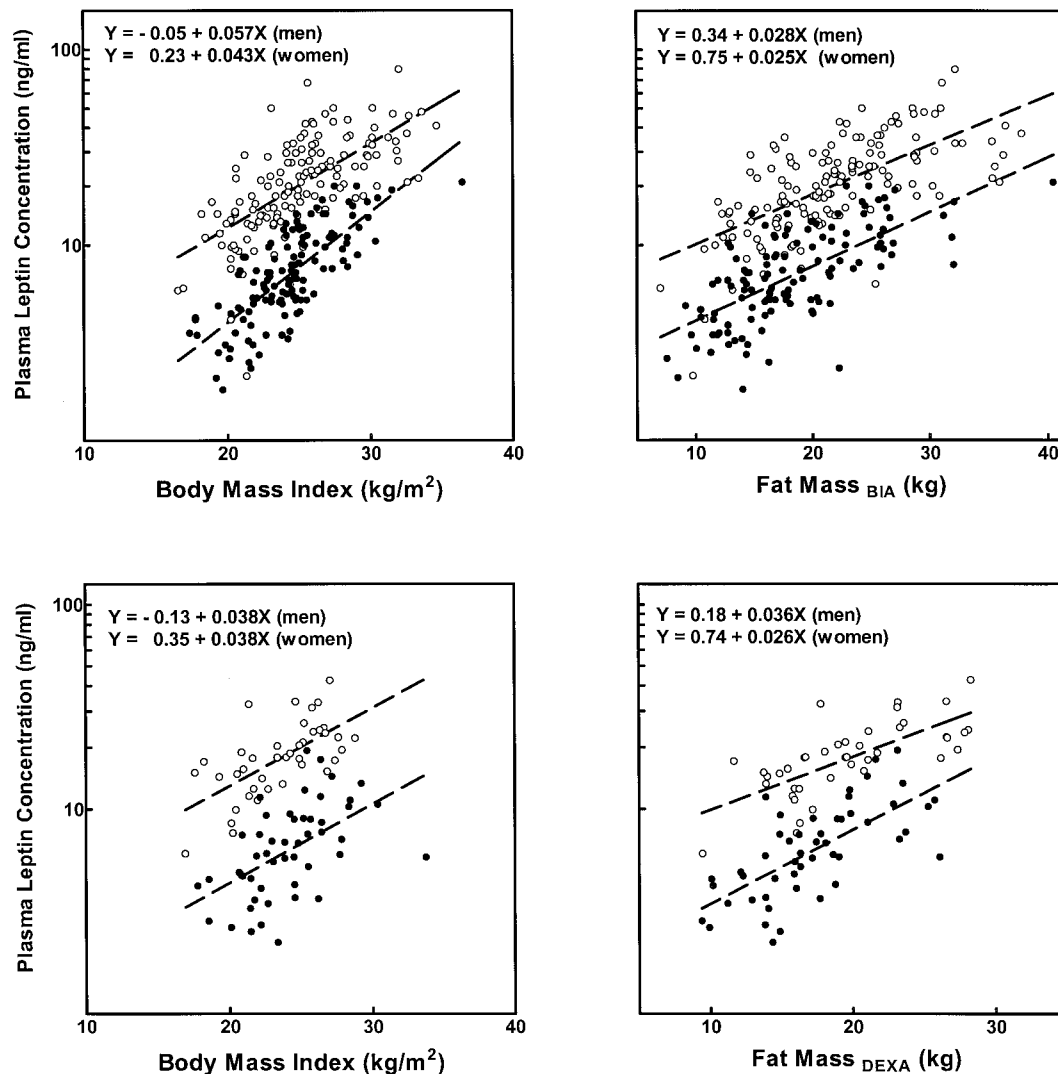 Y = - 0.05 + 0.057X (men)
Y = 0.23 + 0.043X (women)
100
10
Plasma Leptin Concentration (ng/ml)
10 20 30 40
Body Mass Index (kg/m²)
Y = 0.34 + 0.028X (men)
Y = 0.75 + 0.025X (women)
10 20 30 40
Fat Mass BIA (kg)
Y = - 0.13 + 0.038X (men)
Y = 0.35 + 0.038X (women)
100
10
Plasma Leptin Concentration (ng/ml)
10 20 30 40
Body Mass Index (kg/m²)
Y = 0.18 + 0.036X (men)
Y = 0.74 + 0.026X (women)
10 20 30
Fat Mass DEXA (kg)